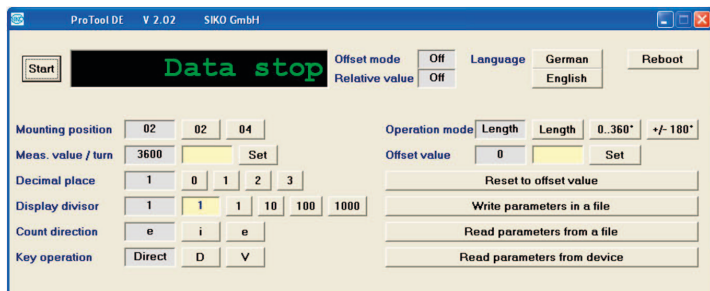 SIKO ProTool DE V 2.02 SIKO GmbH
Start Data stop Offset mode Off Language German Reboot
Relative value Off English
Mounting position 02 02 04 Operation mode Length Length 0..360° +/- 180°
Meas. value / turn 3600 Set Offset value 0 Set
Decimal place 1 0 1 2 3 Reset to offset value
Display divisor 1 1 1 10 100 1000 Write parameters in a file
Count direction e i e Read parameters from a file
Key operation Direct D V Read parameters from device